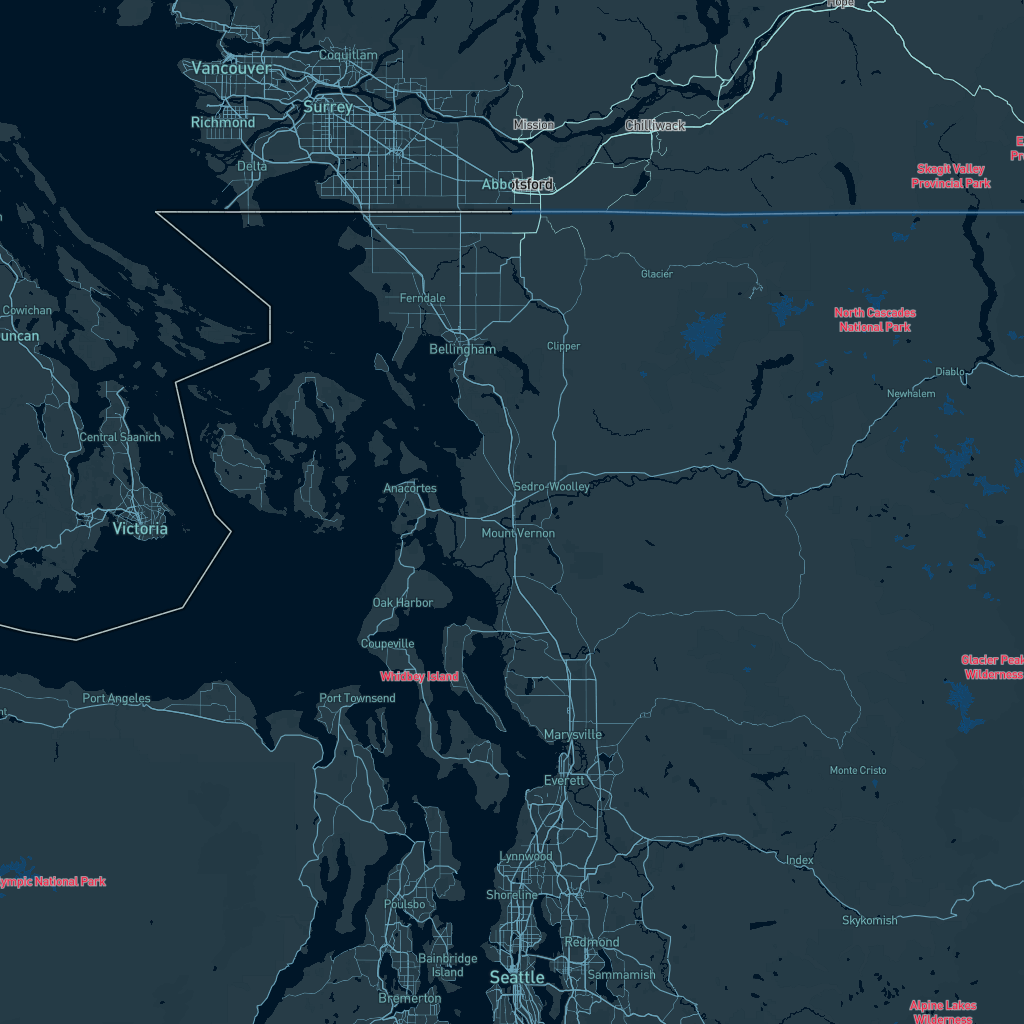 Hope
Coquitlam
Vancouver
Surrey
Richmond
Mission
Chilliwack
Delta
Skagit Valley
Provincial Park
Abbotsford
Glacier
Ferndale
Cowichan
North Cascades
National Park
Bellingham
Clipper
Diablo
Newhalem
Central Saanich
Anacortes
Sedro-Woolley
Victoria
Mount Vernon
Oak Harbor
Coupeville
Whidbey Island
Glacier Peak
Wilderness
Port Angeles
Port Townsend
Marysville
Monte Cristo
Everett
Lynnwood
Index
ympic National Park
Shoreline
Poulsbo
Skykomish
Redmond
Bainbridge
Island
Seattle
Sammamish
Bremerton
Alpine Lakes
Wilderness